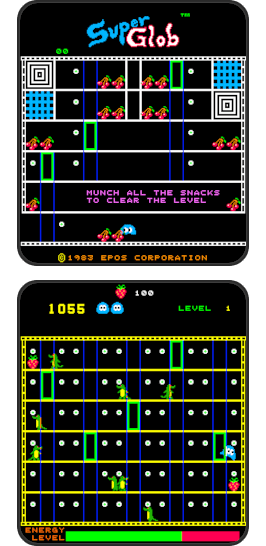 Super
Glob
TM
00
MUNCH ALL THE SNACKS
TO CLEAR THE LEVEL
©1983 EPOS CORPORATION
100
1055
LEVEL 1
ENERGY
LEVEL